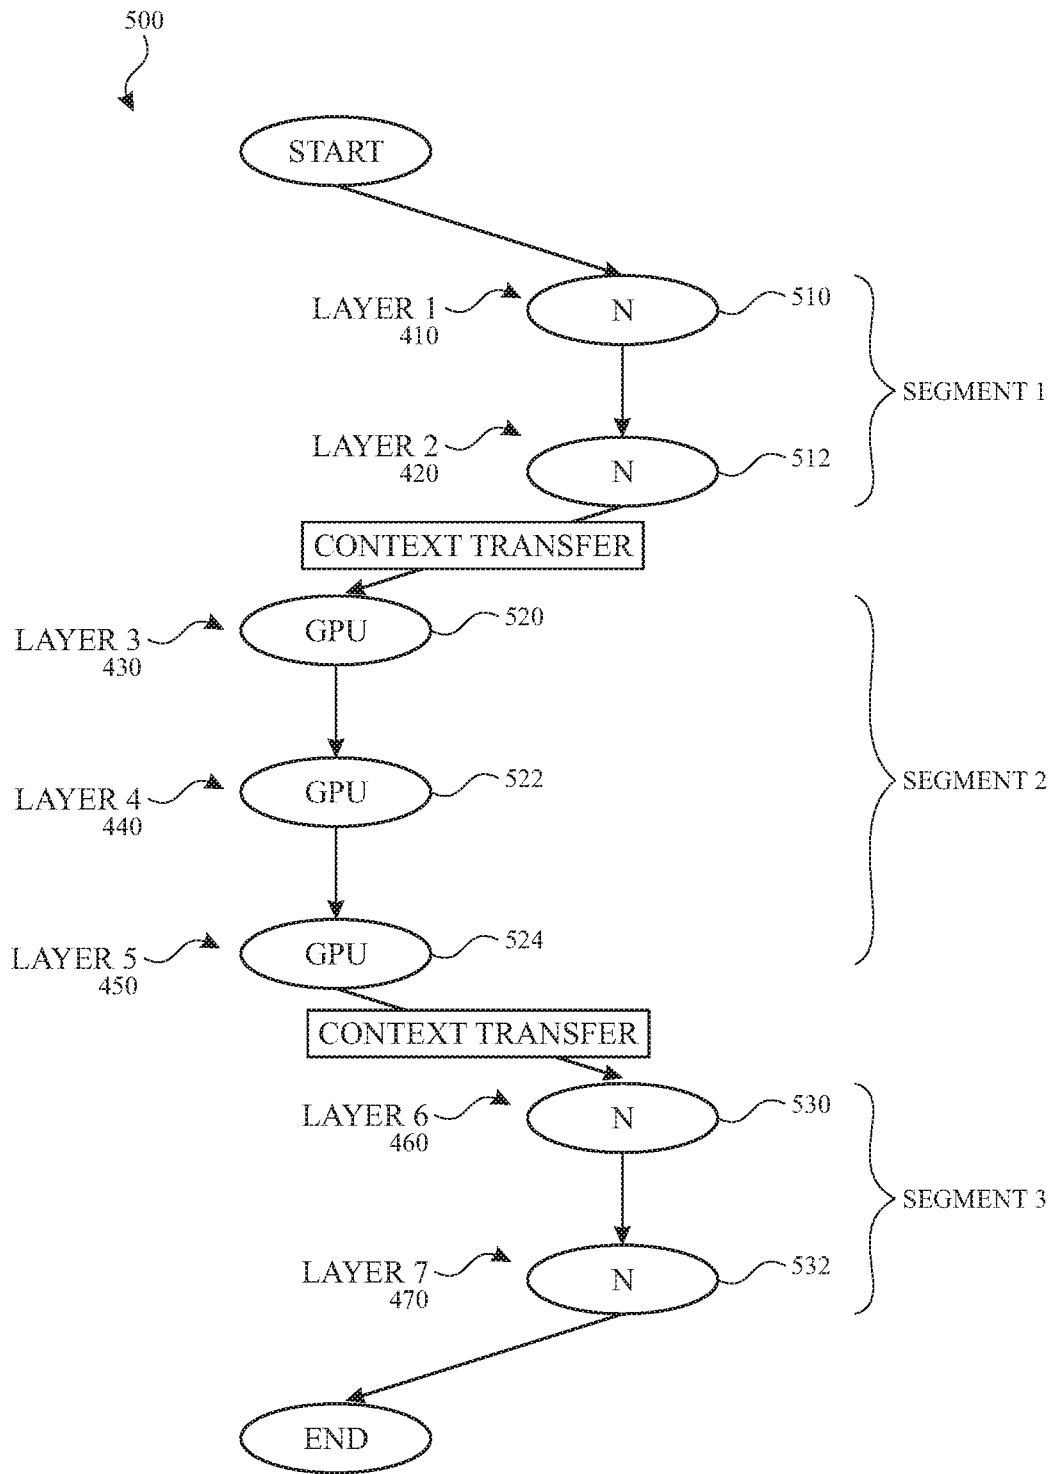 500
START
LAYER 1
410
N
510
SEGMENT 1
LAYER 2
420
N
512
CONTEXT TRANSFER
LAYER 3
430
GPU
520
LAYER 4
440
GPU
522
SEGMENT 2
LAYER 5
450
GPU
524
CONTEXT TRANSFER
LAYER 6
460
N
530
SEGMENT 3
LAYER 7
470
N
532
END